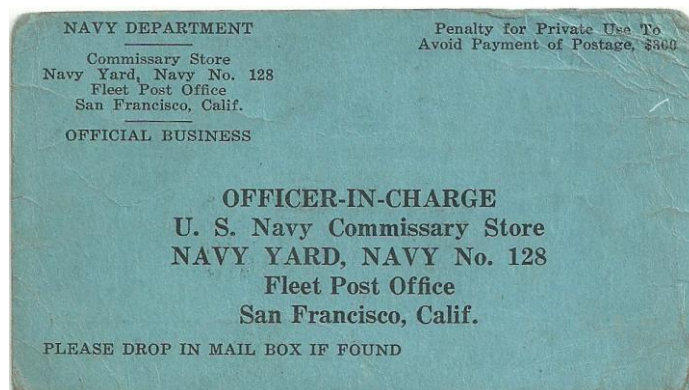 NAVY DEPARTMENT
Commissary Store
Navy Yard, Navy No. 128
Fleet Post Office
San Francisco, Calif.
OFFICIAL BUSINESS
Penalty for Private Use To
Avoid Payment of Postage, $300
OFFICER-IN-CHARGE
U. S. Navy Commissary Store
NAVY YARD, NAVY No. 128
Fleet Post Office
San Francisco, Calif.
PLEASE DROP IN MAIL BOX IF FOUND